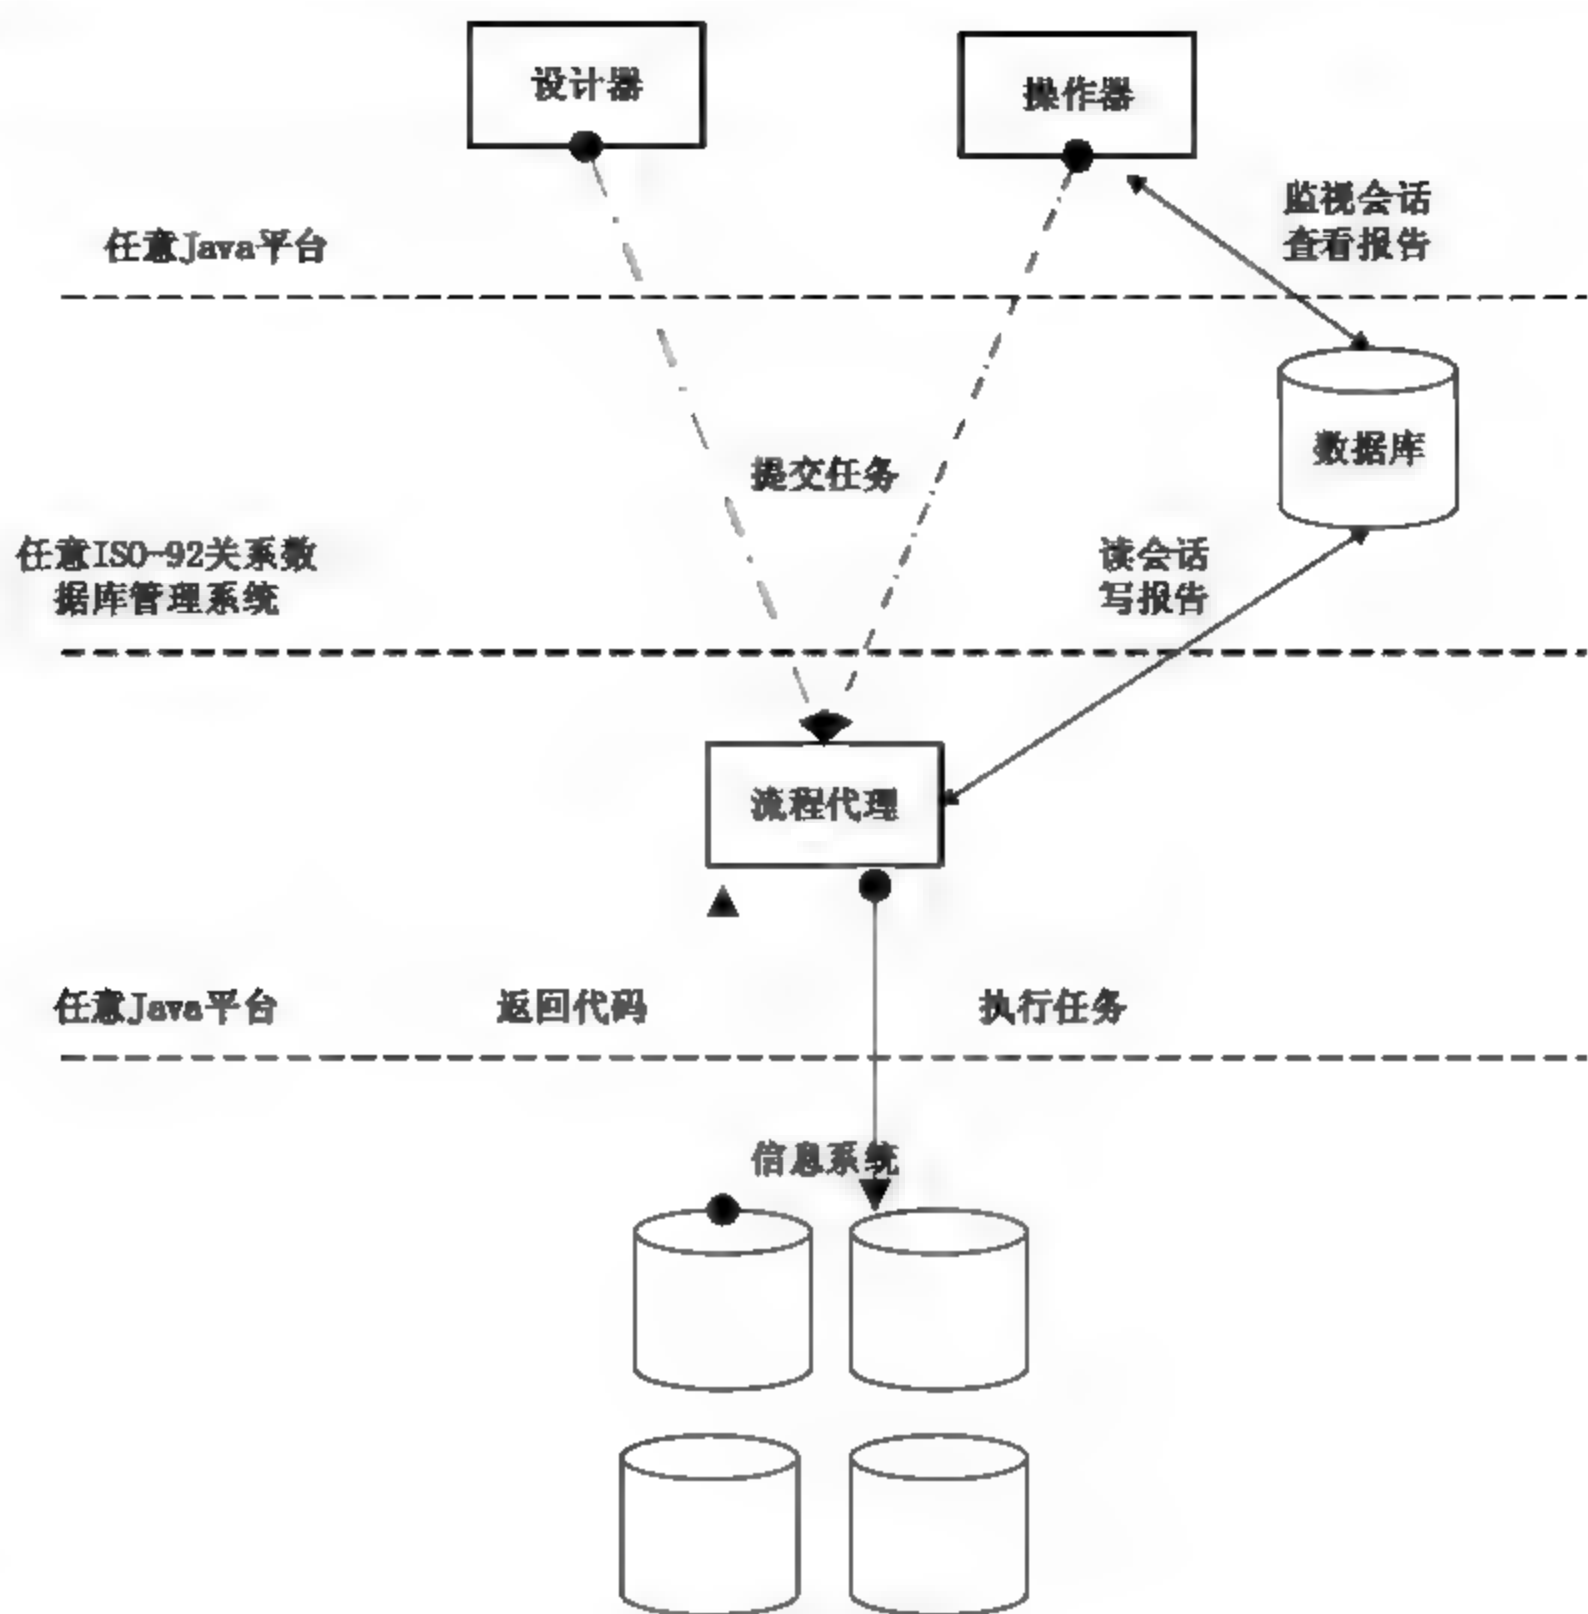 设计器
操作器
监视会话
查看报告
任意Java平台
数据库
提交任务
任意ISO-92关系数
据库管理系统
读会话
写报告
流程代理
任意Java平台
返回代码
执行任务
信息系统